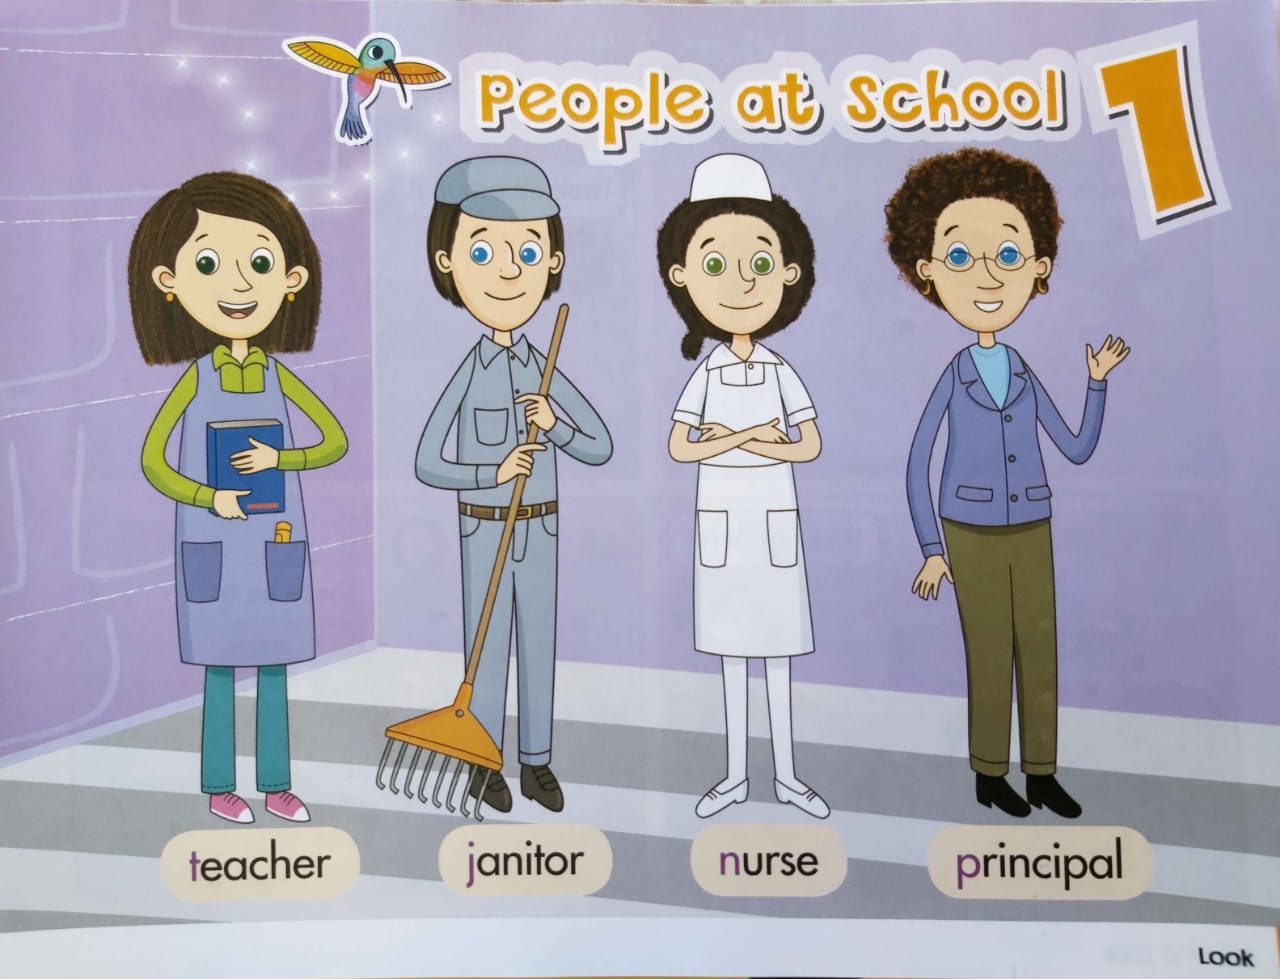 People at School 1
teacher
janitor
nurse
principal
Look